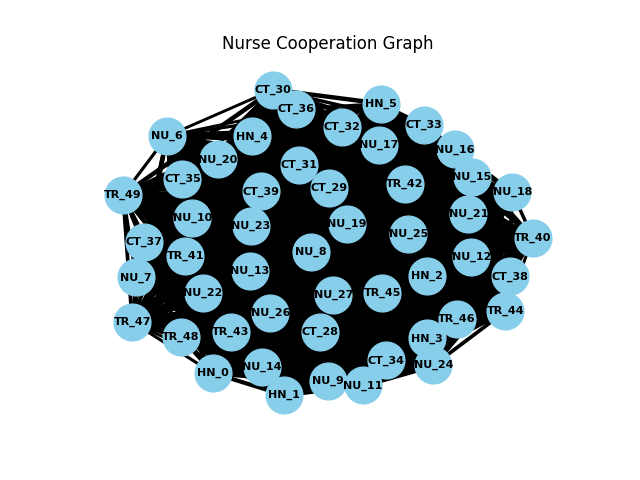 Nurse Cooperation Graph
CT_30
HN_5
CT_36
CT_33
CT_32
NU_6
HN_4
NU_17
NU_16
NU_20
CT_31
NU_15
CT_35
TR_42
CT_29
CT_39
NU_18
TR_49
NU_21
NU_10
NU_19
NU_23
NU_25
TR_40
CT_37
NU_8
TR_41
NU_12
NU_13
HN_2
CT_38
NU_7
NU_22
TR_45
NU_27
TR_44
NU_26
TR_46
TR_47
TR_43
CT_28
TR_48
HN_3
CT_34
NU_24
NU_14
HN_0
NU_9
NU_11
HN_1